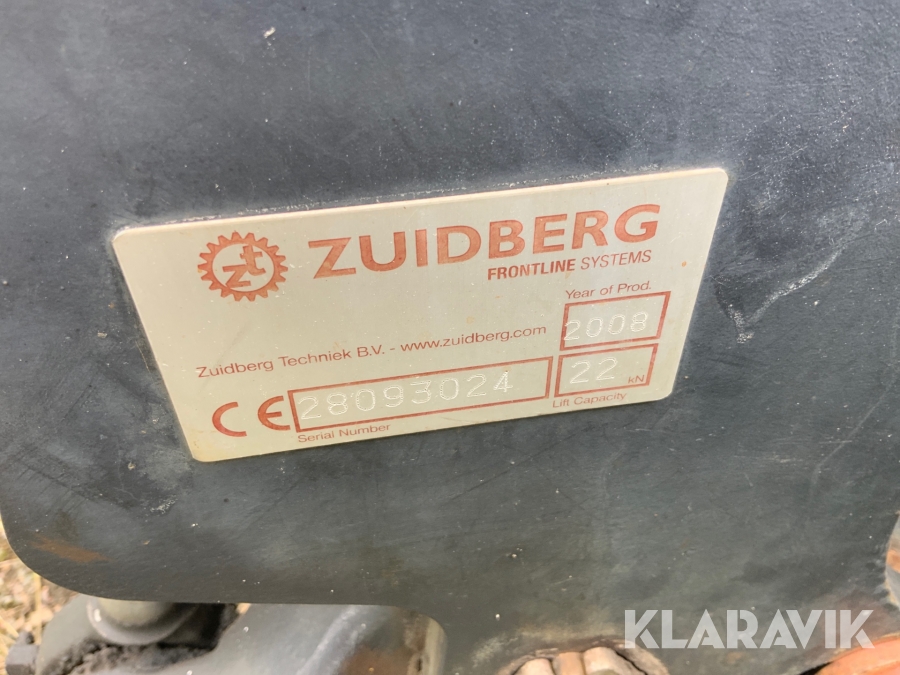 zt ZUIDBERG
FRONTLINE SYSTEMS
Year of Prod.
2008
Zuidberg Techniek B.V. - www.zuidberg.com
CE 28093024 22 kN
Serial Number Lift Capacity
KLARAVIK